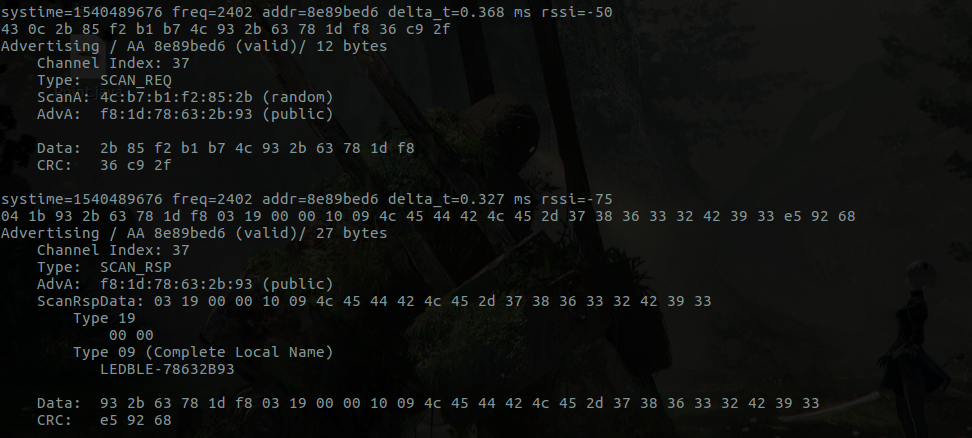 systime=1540489676 freq=2402 addr=8e89bed6 delta_t=0.368 ms rssi=-50
43 0c 2b 85 f2 b1 b7 4c 93 2b 63 78 1d f8 36 c9 2f
Advertising / AA 8e89bed6 (valid)/ 12 bytes
    Channel Index: 37
    Type:  SCAN_REQ
    ScanA: 4c:b7:b1:f2:85:2b (random)
    AdvA:  f8:1d:78:63:2b:93 (public)

    Data:  2b 85 f2 b1 b7 4c 93 2b 63 78 1d f8
    CRC:   36 c9 2f

systime=1540489676 freq=2402 addr=8e89bed6 delta_t=0.327 ms rssi=-75
04 1b 93 2b 63 78 1d f8 03 19 00 00 10 09 4c 45 44 42 4c 45 2d 37 38 36 33 32 42 39 33 e5 92 68
Advertising / AA 8e89bed6 (valid)/ 27 bytes
    Channel Index: 37
    Type:  SCAN_RSP
    AdvA:  f8:1d:78:63:2b:93 (public)
    ScanRspData: 03 19 00 00 10 09 4c 45 44 42 4c 45 2d 37 38 36 33 32 42 39 33
        Type 19
            00 00
        Type 09 (Complete Local Name)
           LEDBLE-78632B93

    Data:  93 2b 63 78 1d f8 03 19 00 00 10 09 4c 45 44 42 4c 45 2d 37 38 36 33 32 42 39 33
    CRC:   e5 92 68